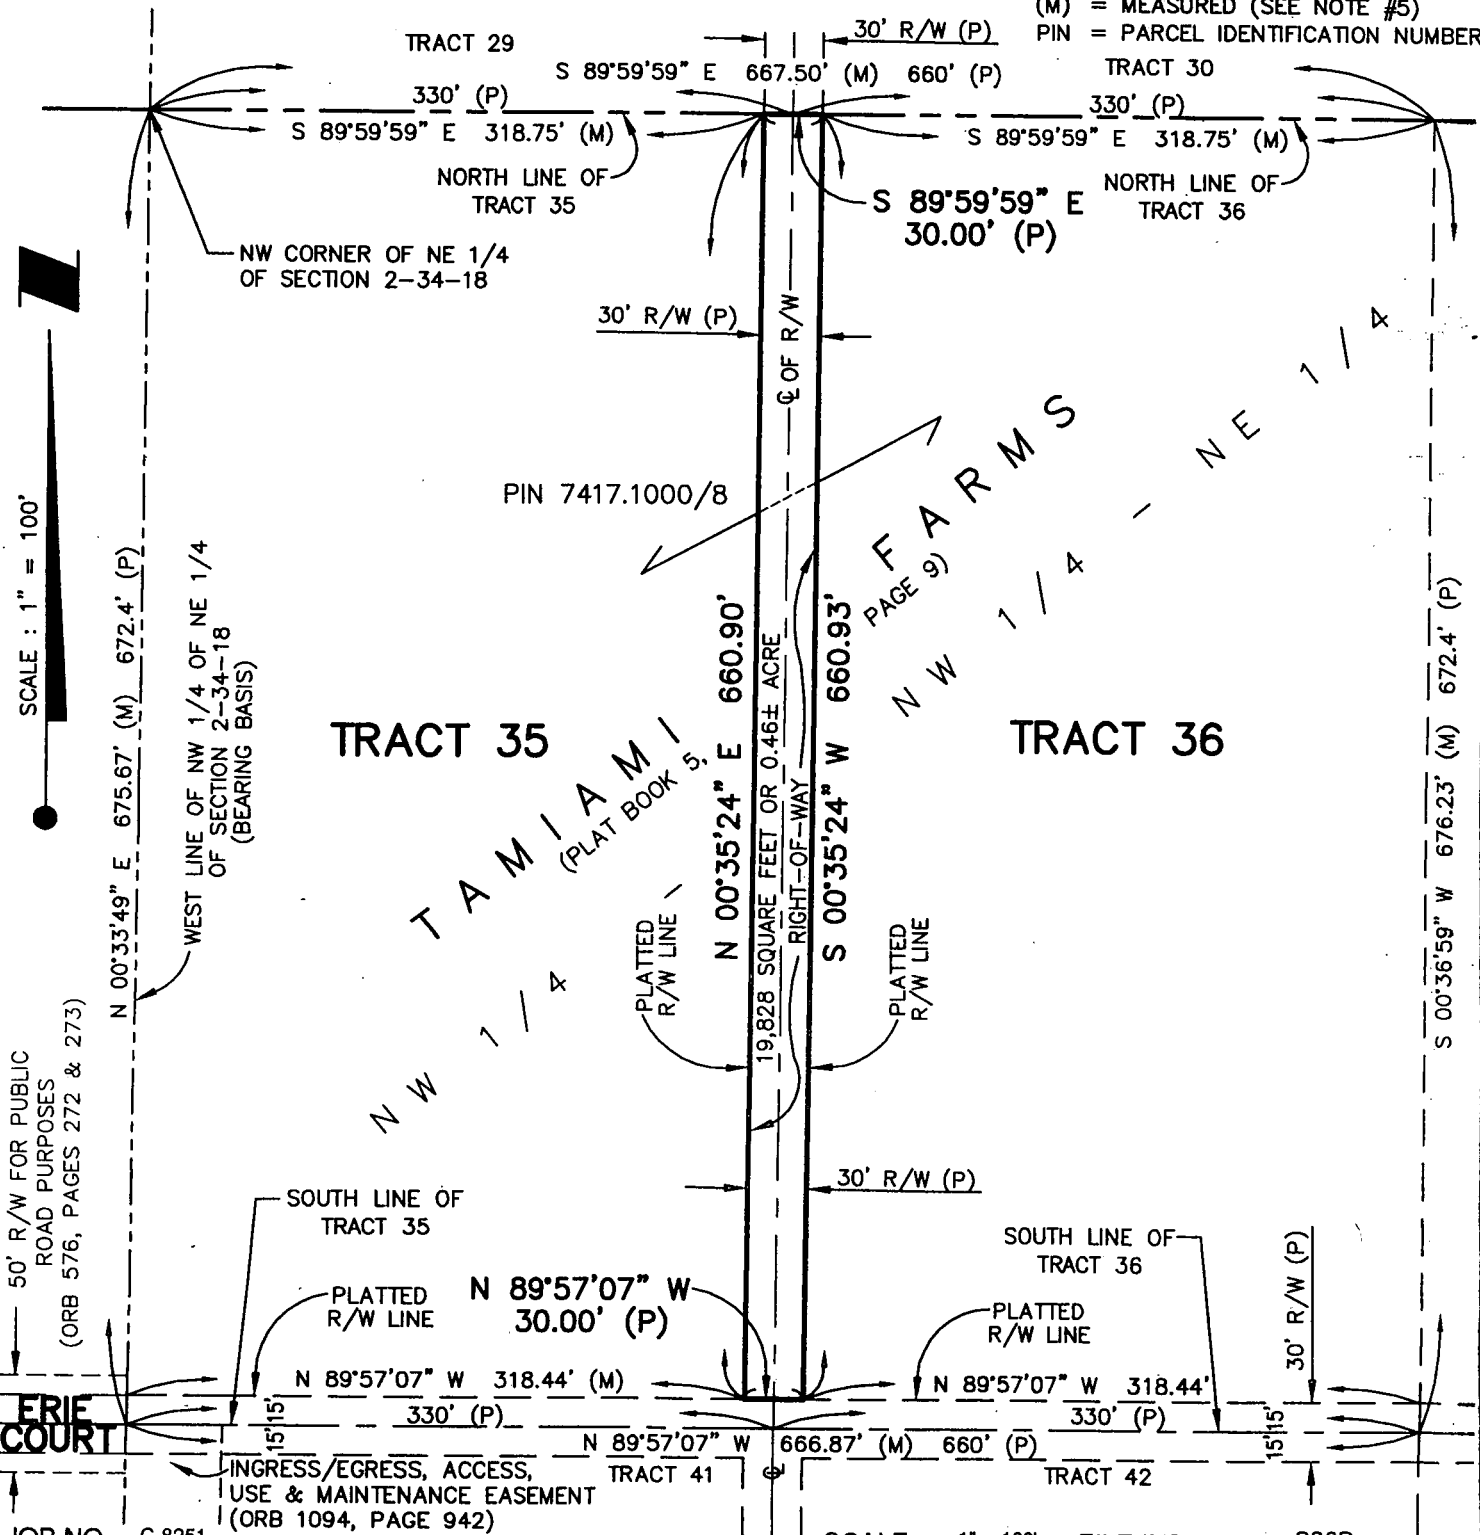 (M) = MEASURED (SEE NOTE #5)
PIN = PARCEL IDENTIFICATION NUMBER
TRACT 29
30' R/W (P)
S 89°59'59" E 667.50' (M) 660' (P)
TRACT 30
330' (P)
330' (P)
S 89°59'59" E 318.75' (M)
S 89°59'59" E 318.75' (M)
NORTH LINE OF
TRACT 35
S 89°59'59" E
30.00' (P)
NORTH LINE OF
TRACT 36
NW CORNER OF NE 1/4
OF SECTION 2-34-18
30' R/W (P)
℄ OF R/W
SCALE : 1" = 100'
PIN 7417.1000/8
TAMIAMI FARMS
(PLAT BOOK 5, PAGE 9)
NW 1/4 - NW 1/4 - NE 1/4
N 00°33'49" E 675.67' (M) 672.4' (P)
WEST LINE OF NW 1/4 OF NE 1/4
OF SECTION 2-34-18
(BEARING BASIS)
TRACT 35
N 00°35'24" E 660.90'
19,828 SQUARE FEET OR 0.46± ACRE
RIGHT-OF-WAY
S 00°35'24" W 660.93'
TRACT 36
S 00°36'59" W 676.23' (M) 672.4' (P)
PLATTED
R/W LINE
PLATTED
R/W LINE
50' R/W FOR PUBLIC
ROAD PURPOSES
(ORB 576, PAGES 272 & 273)
30' R/W (P)
SOUTH LINE OF
TRACT 35
SOUTH LINE OF
TRACT 36
30' R/W (P)
PLATTED
R/W LINE
N 89°57'07" W
30.00' (P)
PLATTED
R/W LINE
N 89°57'07" W 318.44' (M)
N 89°57'07" W 318.44'
ERIE
COURT
15' 15'
330' (P)
330' (P)
15' 15'
N 89°57'07" W 666.87' (M) 660' (P)
INGRESS/EGRESS, ACCESS,
USE & MAINTENANCE EASEMENT
(ORB 1094, PAGE 942)
TRACT 41
℄
TRACT 42